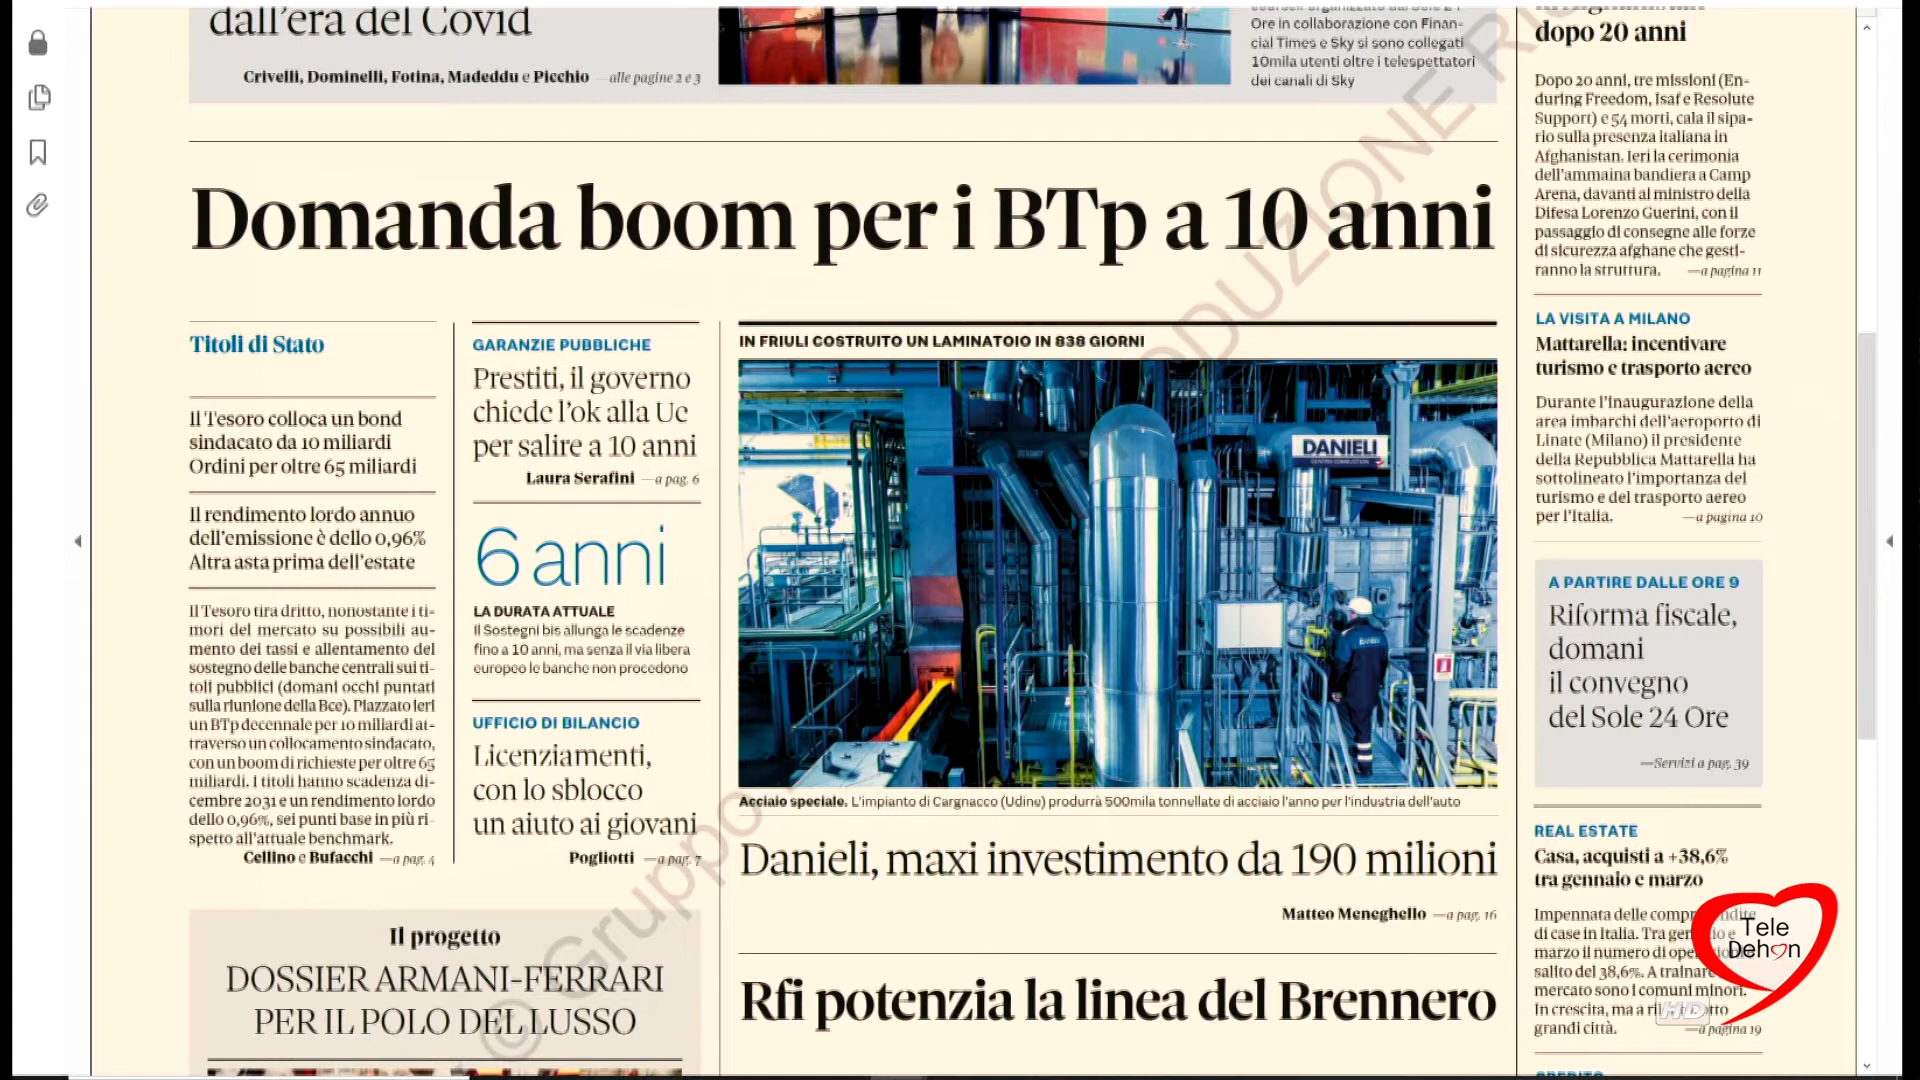 dall'era del Covid
Crivelli, Dominelli, Fotina, Madeddu e Picchio —alle pagine 2 e 3
Ore in collaborazione con Finan-
cial Times e Sky si sono collegati
10mila utenti oltre i telespettatori
dei canali di Sky
Domanda boom per i BTp a 10 anni
Titoli di Stato
Il Tesoro colloca un bond
sindacato da 10 miliardi
Ordini per oltre 65 miliardi
Il rendimento lordo annuo
dell'emissione è dello 0,96%
Altra asta prima dell'estate
Il Tesoro tira dritto, nonostante i ti-
mori del mercato su possibili au-
mento dei tassi e allentamento del
sostegno delle banche centrali sui ti-
toli pubblici (domani occhi puntati
sulla riunione della Bce). Piazzato ieri
un BTp decennale per 10 miliardi at-
traverso un collocamento sindacato,
con un boom di richieste per oltre 65
miliardi. I titoli hanno scadenza di-
cembre 2031 e un rendimento lordo
dello 0,96%, sei punti base in più ri-
spetto all'attuale benchmark.
Cellino e Bufacchi —a pag. 4
GARANZIE PUBBLICHE
Prestiti, il governo
chiede l'ok alla Ue
per salire a 10 anni
Laura Serafini —a pag. 6
6 anni
LA DURATA ATTUALE
Il Sostegni bis allunga le scadenze
fino a 10 anni, ma senza il via libera
europeo le banche non procedono
UFFICIO DI BILANCIO
Licenziamenti,
con lo sblocco
un aiuto ai giovani
Pogliotti —a pag. 7
Il progetto
DOSSIER ARMANI-FERRARI
PER IL POLO DEL LUSSO
IN FRIULI COSTRUITO UN LAMINATOIO IN 838 GIORNI
DANIELI
CENTRO COMBUSTION
DANIELI
Acciaio speciale. L'impianto di Cargnacco (Udine) produrrà 500mila tonnellate di acciaio l'anno per l'industria dell'auto
Danieli, maxi investimento da 190 milioni
Matteo Meneghello —a pag. 16
Rfi potenzia la linea del Brennero
dopo 20 anni
Dopo 20 anni, tre missioni (En-
during Freedom, Isaf e Resolute
Support) e 54 morti, cala il sipa-
rio sulla presenza italiana in
Afghanistan. Ieri la cerimonia
dell'ammaina bandiera a Camp
Arena, davanti al ministro della
Difesa Lorenzo Guerini, con il
passaggio di consegne alle forze
di sicurezza afghane che gesti-
ranno la struttura. —a pagina 11
LA VISITA A MILANO
Mattarella: incentivare
turismo e trasporto aereo
Durante l'inaugurazione della
area imbarchi dell'aeroporto di
Linate (Milano) il presidente
della Repubblica Mattarella ha
sottolineato l'importanza del
turismo e del trasporto aereo
per l'Italia. —a pagina 10
A PARTIRE DALLE ORE 9
Riforma fiscale,
domani
il convegno
del Sole 24 Ore
—Servizi a pag. 39
REAL ESTATE
Casa, acquisti a +38,6%
tra gennaio e marzo
Impennata delle
di case in Italia. Tra
marzo il numero di
salito del 38,6%. A trainare
mercato sono i comuni minori.
In crescita, ma a
grandi città. —a pagina 19
CREDITO
Tele
Dehon
HD
© Gruppo
RODUZIONE